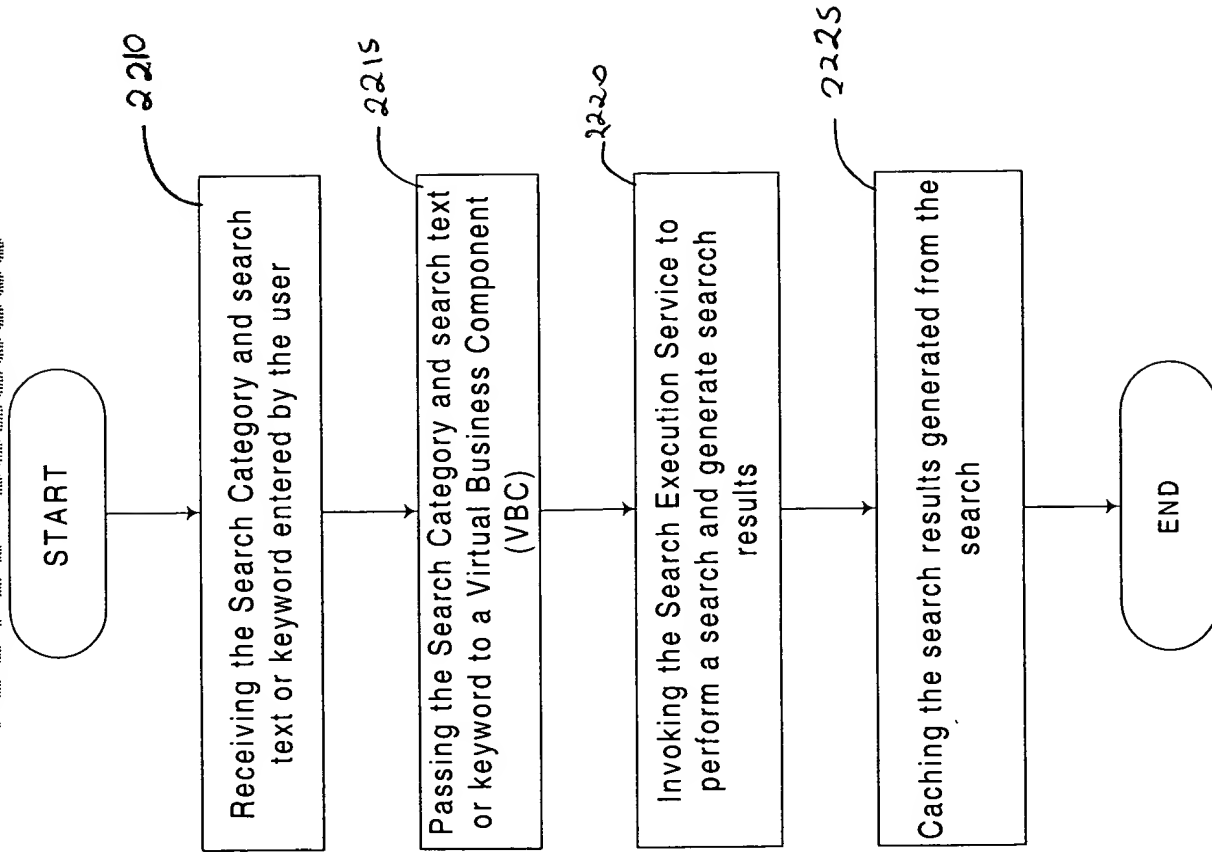 START
2210
Receiving the Search Category and search
text or keyword entered by the user
2215
Passing the Search Category and search text
or keyword to a Virtual Business Component
(VBC)
2220
Invoking the Search Execution Service to
perform a search and generate searcch
results
2225
Caching the search results generated from the
search
END